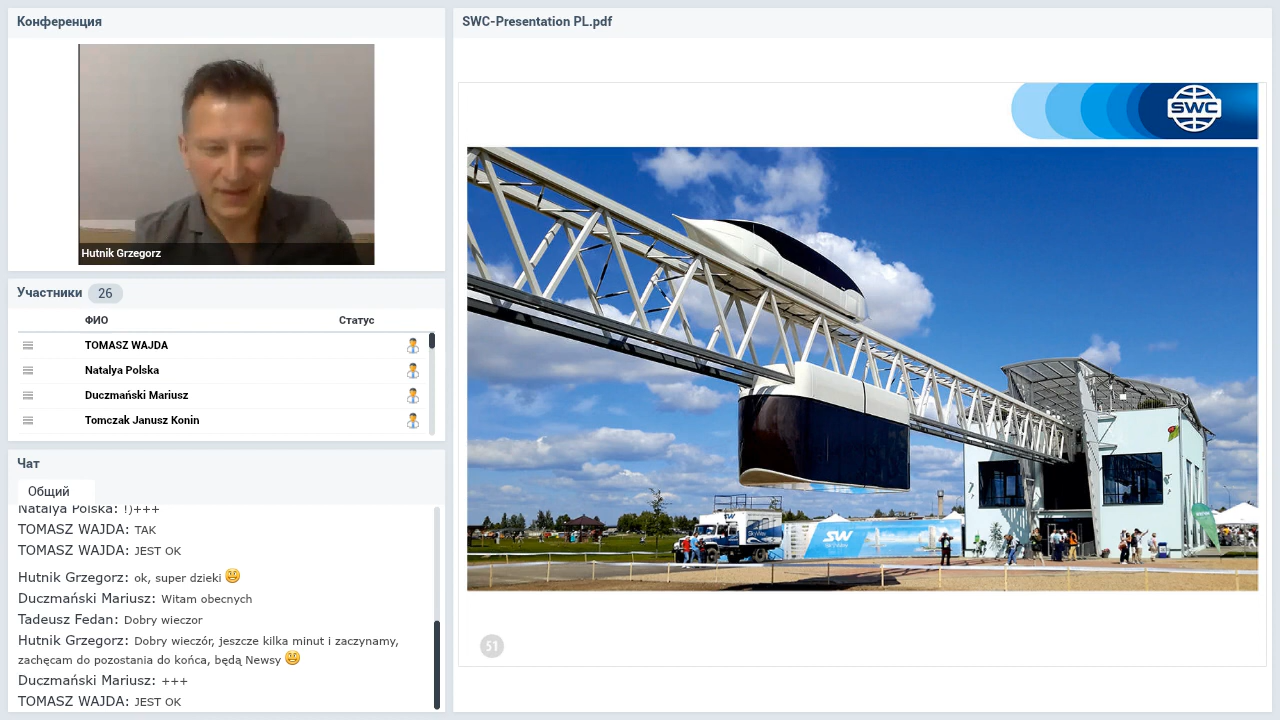 Конференция
Hutnik Grzegorz
Участники 26
ФИО Статус
TOMASZ WAJDA
Natalya Polska
Duczmański Mariusz
Tomczak Janusz Konin
Чат
Общий
Natalya Polska: !)+++
TOMASZ WAJDA: TAK
TOMASZ WAJDA: JEST OK
Hutnik Grzegorz: ok, super dzieki
Duczmański Mariusz: Witam obecnych
Tadeusz Fedan: Dobry wieczor
Hutnik Grzegorz: Dobry wieczór, jeszcze kilka minut i zaczynamy,
zachęcam do pozostania do końca, będą Newsy
Duczmański Mariusz: +++
TOMASZ WAJDA: JEST OK
SWC-Presentation PL.pdf
SWC
SW
51